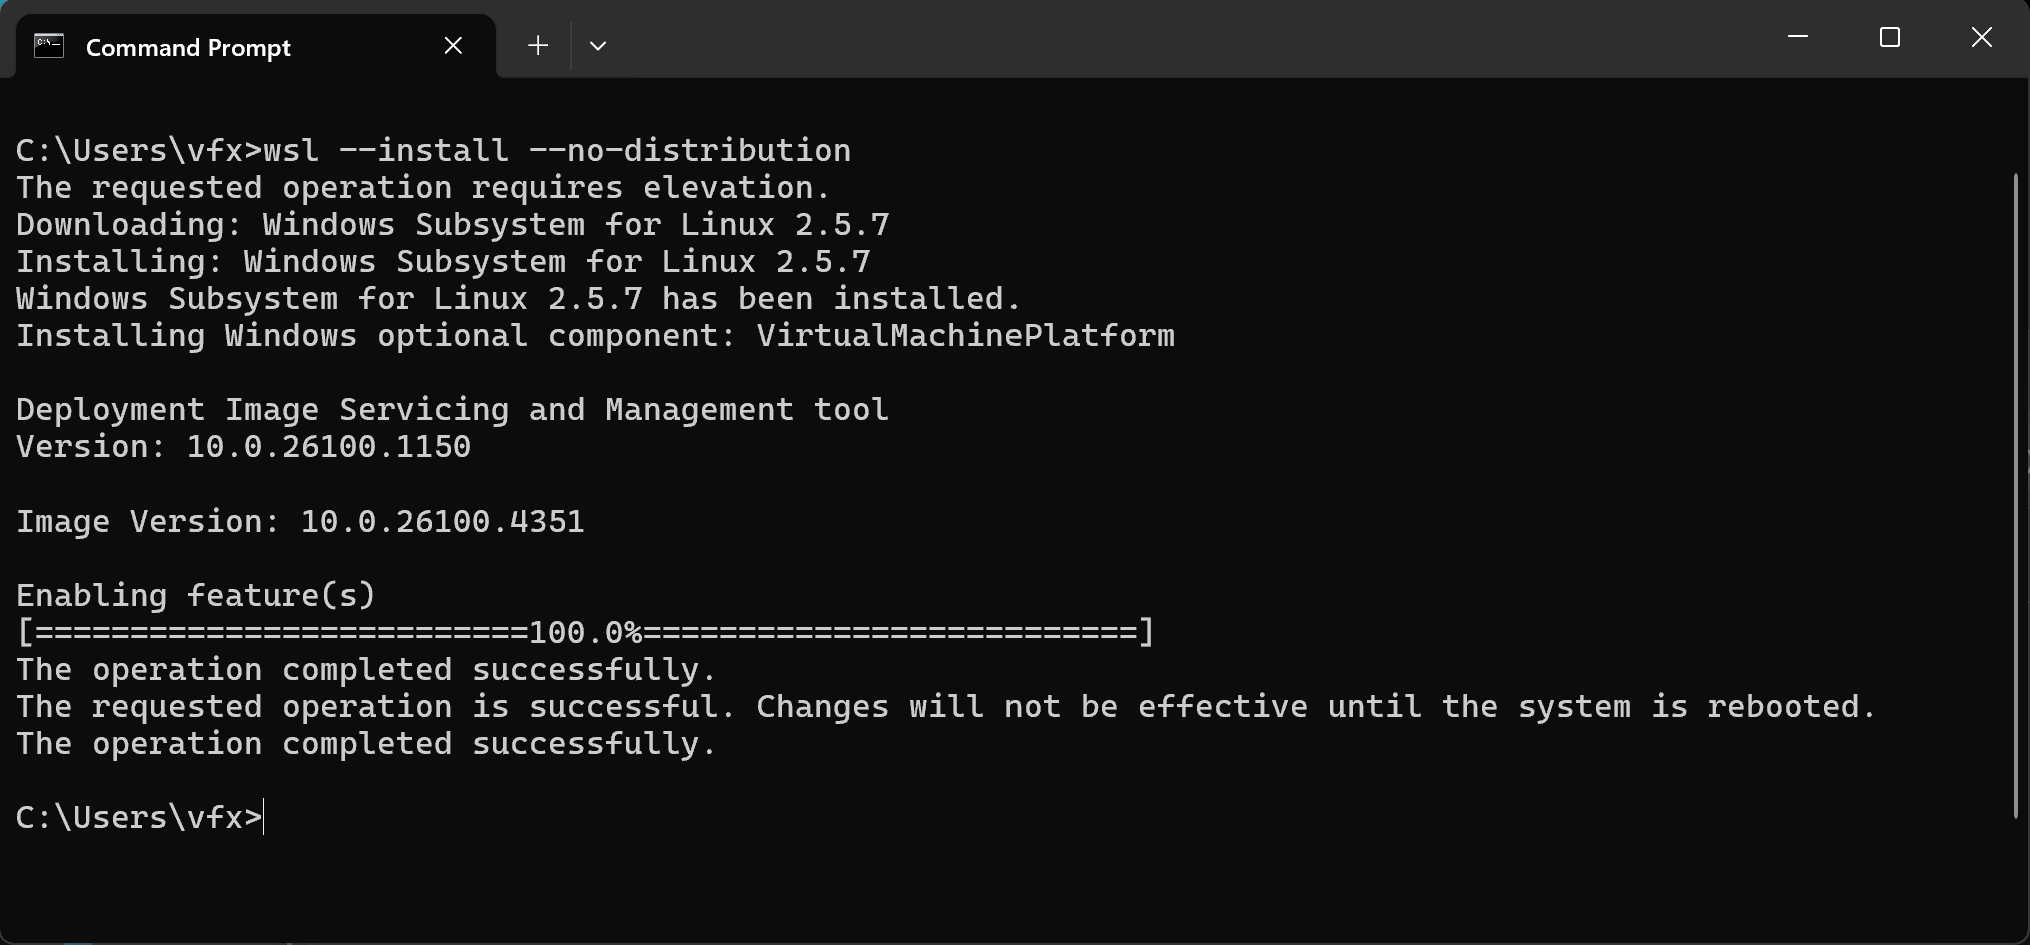 Command Prompt
C:\Users\vfx>wsl --install --no-distribution
The requested operation requires elevation.
Downloading: Windows Subsystem for Linux 2.5.7
Installing: Windows Subsystem for Linux 2.5.7
Windows Subsystem for Linux 2.5.7 has been installed.
Installing Windows optional component: VirtualMachinePlatform
Deployment Image Servicing and Management tool
Version: 10.0.26100.1150
Image Version: 10.0.26100.4351
Enabling feature(s)
[==========================100.0%==========================]
The operation completed successfully.
The requested operation is successful. Changes will not be effective until the system is rebooted.
The operation completed successfully.
C:\Users\vfx>